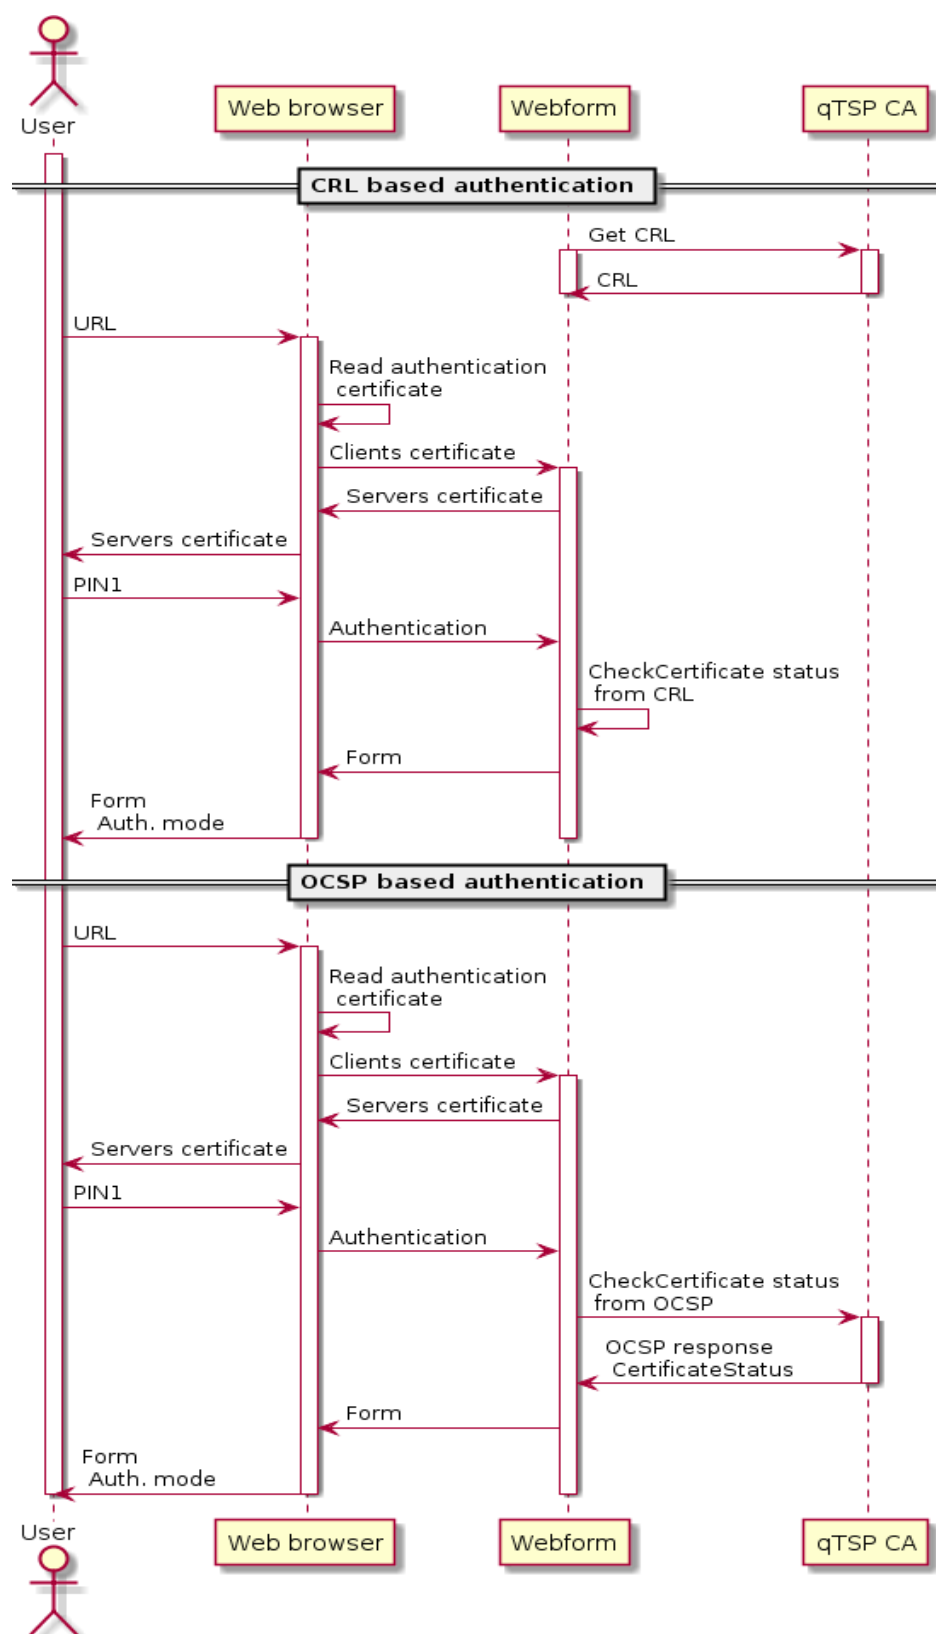 User
Web browser
Webform
qTSP CA
CRL based authentication
Get CRL
CRL
URL
Read authentication
certificate
Clients certificate
Servers certificate
Servers certificate
PIN1
Authentication
CheckCertificate status
from CRL
Form
Form
Auth. mode
OCSP based authentication
URL
Read authentication
certificate
Clients certificate
Servers certificate
Servers certificate
PIN1
Authentication
CheckCertificate status
from OCSP
OCSP response
CertificateStatus
Form
Form
Auth. mode
User
Web browser
Webform
qTSP CA